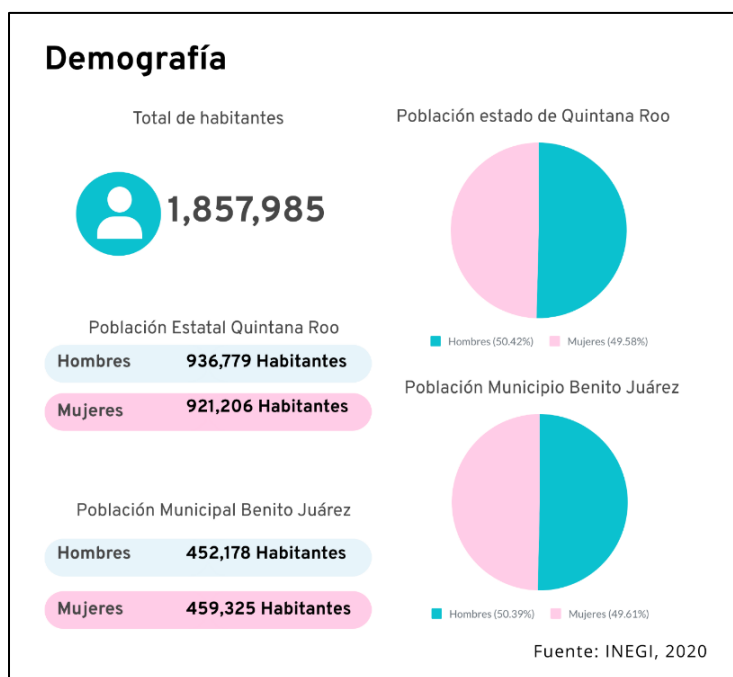 Demografía
Total de habitantes
1,857,985
Población Estatal Quintana Roo
Hombres 936,779 Habitantes
Mujeres 921,206 Habitantes
Población Municipal Benito Juárez
Hombres 452,178 Habitantes
Mujeres 459,325 Habitantes
Población estado de Quintana Roo
Hombres (50.42%) Mujeres (49.58%)
Población Municipio Benito Juárez
Hombres (50.39%) Mujeres (49.61%)
Fuente: INEGI, 2020